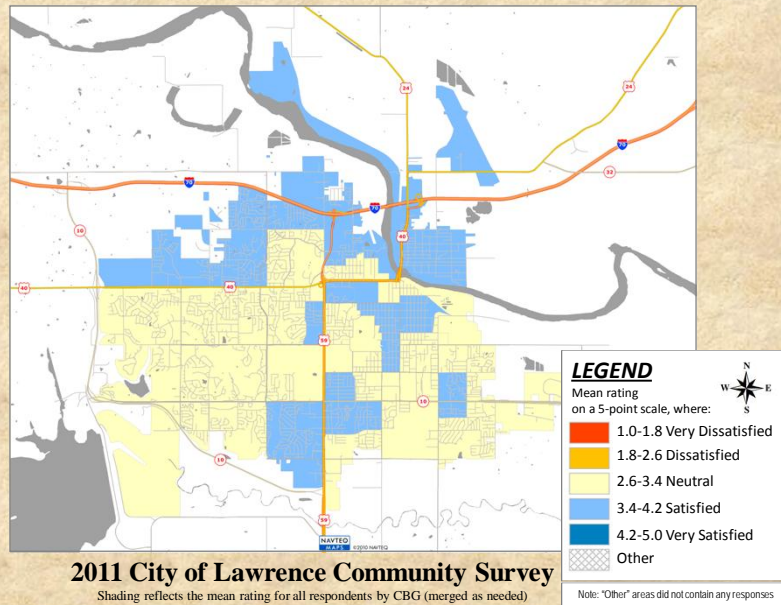 24
24
70
32
70
70
10
40
40
40
59
10
10
59
NAVTEQ
MAPS ©2010 NAVTEQ
LEGEND
Mean rating
on a 5-point scale, where:
N
W E
S
1.0-1.8 Very Dissatisfied
1.8-2.6 Dissatisfied
2.6-3.4 Neutral
3.4-4.2 Satisfied
4.2-5.0 Very Satisfied
Other
2011 City of Lawrence Community Survey
Shading reflects the mean rating for all respondents by CBG (merged as needed)
Note: "Other" areas did not contain any responses